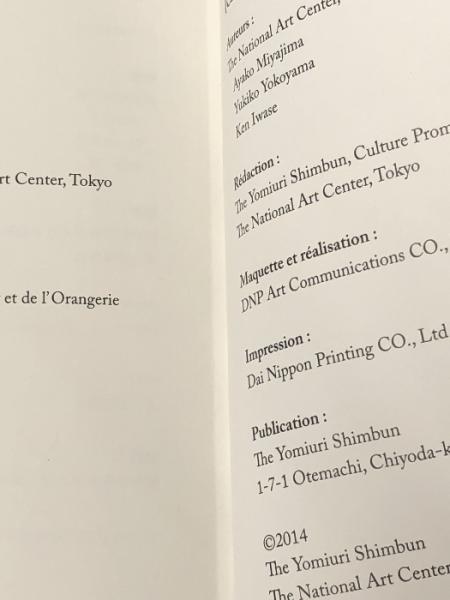 rt Center, Tokyo
et de l'Orangerie
Auteurs :
The National Art Center,
Ayako Miyajima
Yukiko Yokoyama
Ken Iwase
Rédaction :
The Yomiuri Shimbun, Culture Prom
The National Art Center, Tokyo
Maquette et réalisation :
DNP Art Communications CO.,
Impression :
Dai Nippon Printing CO., Ltd
Publication :
The Yomiuri Shimbun
1-7-1 Otemachi, Chiyoda-k
©2014
The Yomiuri Shimbun
The National Art Center